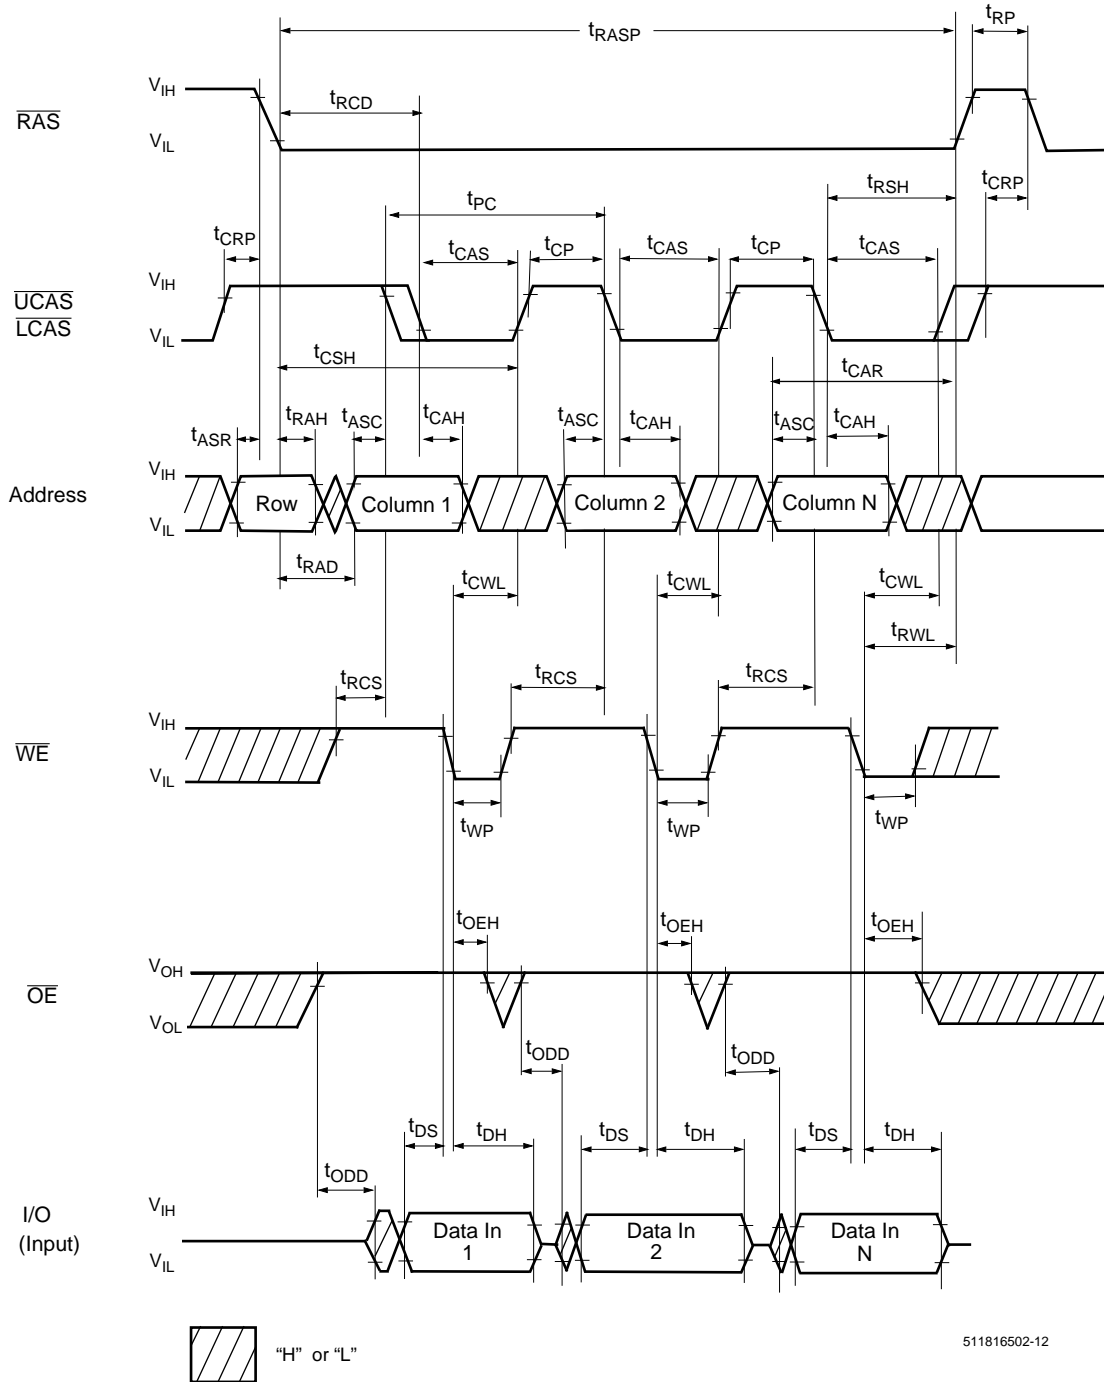 tRASP
tRP
VIH
RAS
VIL
tRCD
tRSH
tCRP
tPC
tCRP
tCAS
tCP
tCAS
tCP
tCAS
VIH
UCAS
LCAS
VIL
tCSH
tCAR
tASR
tRAH
tASC
tCAH
tASC
tCAH
tASC
tCAH
VIH
Address
VIL
Row
Column 1
Column 2
Column N
tRAD
tCWL
tCWL
tCWL
tRWL
tRCS
tRCS
tRCS
VIH
WE
VIL
tWP
tWP
tWP
tOEH
tOEH
tOEH
VOH
OE
VOL
tODD
tODD
tDS
tDH
tDS
tDH
tDS
tDH
tODD
VIH
I/O
(Input)
VIL
Data In
1
Data In
2
Data In
N
"H" or "L"
511816502-12